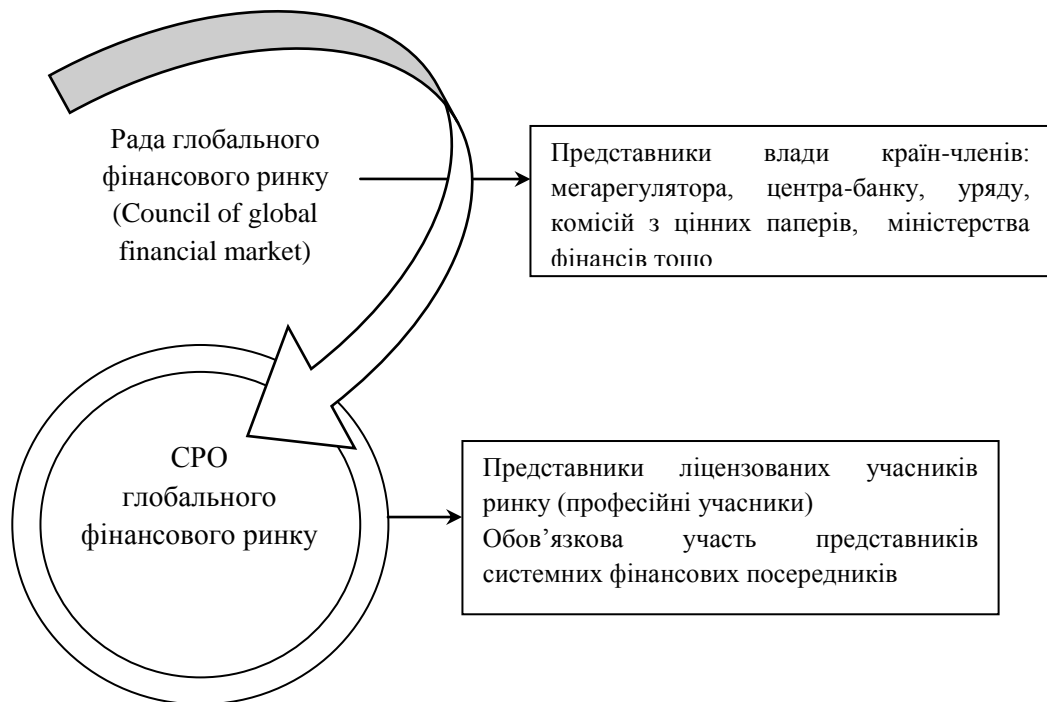 Рада глобального
фінансового ринку
(Council of global
financial market)
Представники влади країн-членів:
мегарегулятора, центра-банку, уряду,
комісій з цінних паперів, міністерства
фінансів тощо
СРО
глобального
фінансового ринку
Представники ліцензованих учасників
ринку (професійні учасники)
Обов’язкова участь представників
системних фінансових посередників